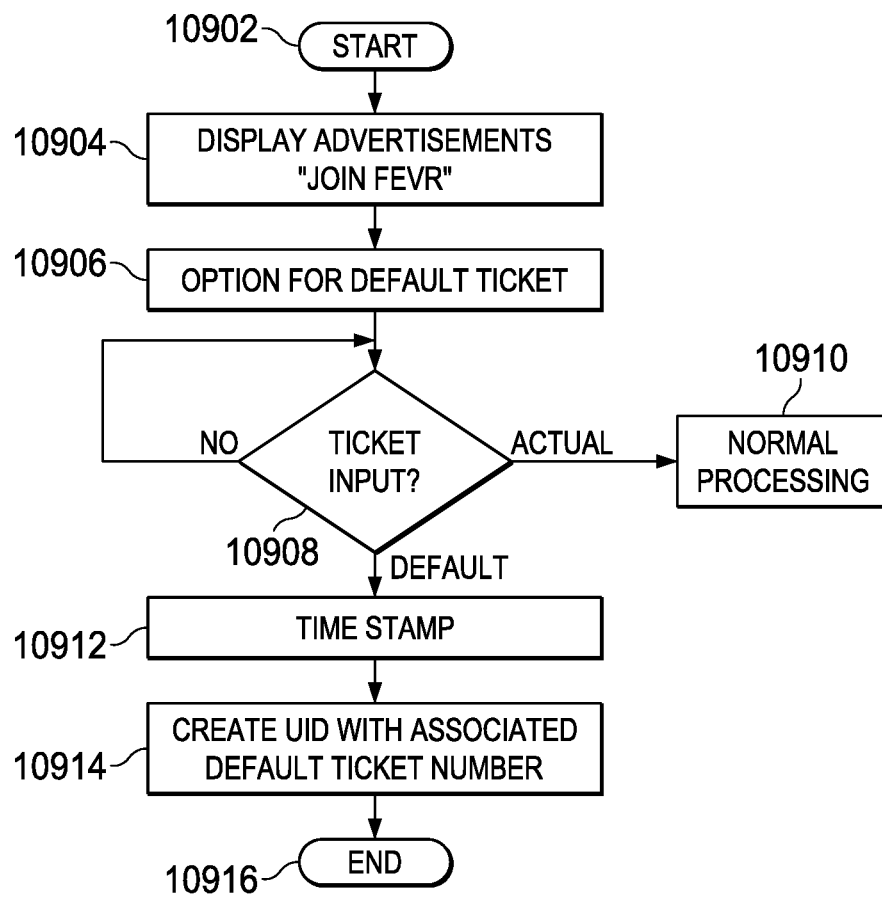 10902
START
10904
DISPLAY ADVERTISEMENTS
"JOIN FEVR"
10906
OPTION FOR DEFAULT TICKET
10910
NO
TICKET
INPUT?
ACTUAL
NORMAL
PROCESSING
10908
DEFAULT
10912
TIME STAMP
10914
CREATE UID WITH ASSOCIATED
DEFAULT TICKET NUMBER
10916
END